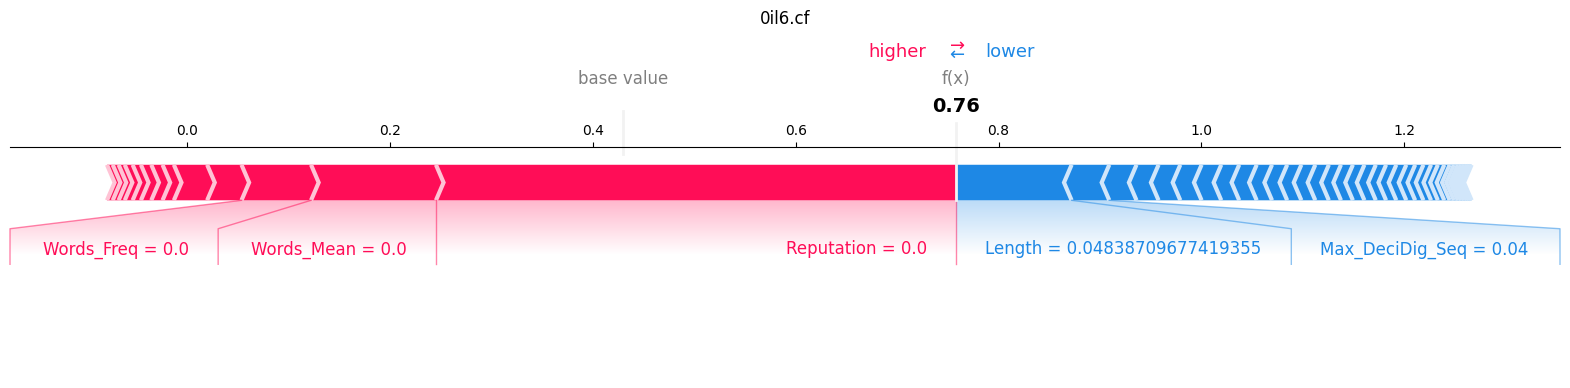 0il6.cf
higher ⇄ lower
base value f(x)
0.76
0.0 0.2 0.4 0.6 0.8 1.0 1.2
Words_Freq = 0.0 Words_Mean = 0.0 Reputation = 0.0 Length = 0.04838709677419355 Max_DeciDig_Seq = 0.04